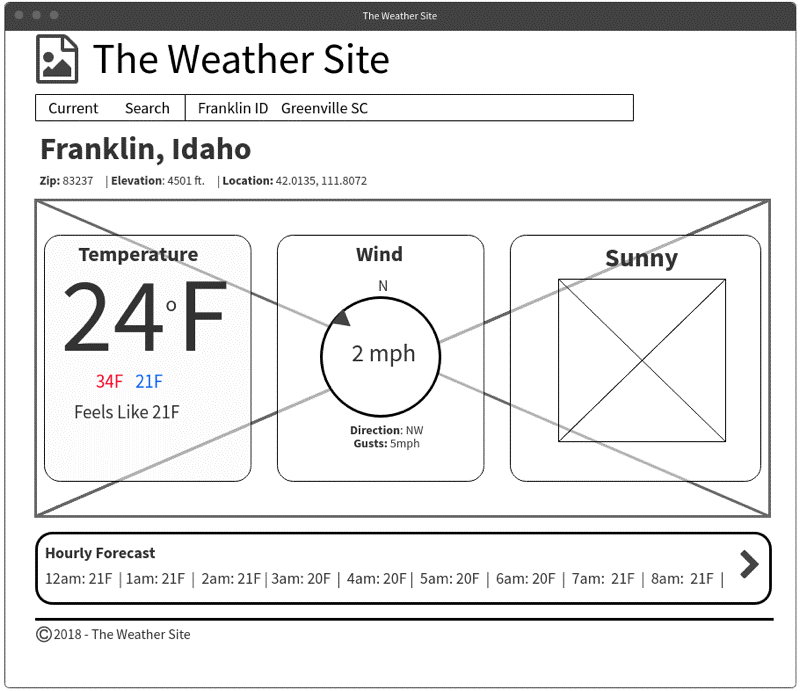 The Weather Site
The Weather Site
Current Search Franklin ID Greenville SC
Franklin, Idaho
Zip: 83237 | Elevation: 4501 ft. | Location: 42.0135, 111.8072
Temperature
24°F
34F 21F
Feels Like 21F
Wind
N
2 mph
Direction: NW
Gusts: 5mph
Sunny
Hourly Forecast
12am: 21F | 1am: 21F | 2am: 21F | 3am: 20F | 4am: 20F | 5am: 20F | 6am: 20F | 7am: 21F | 8am: 21F |
©2018 - The Weather Site